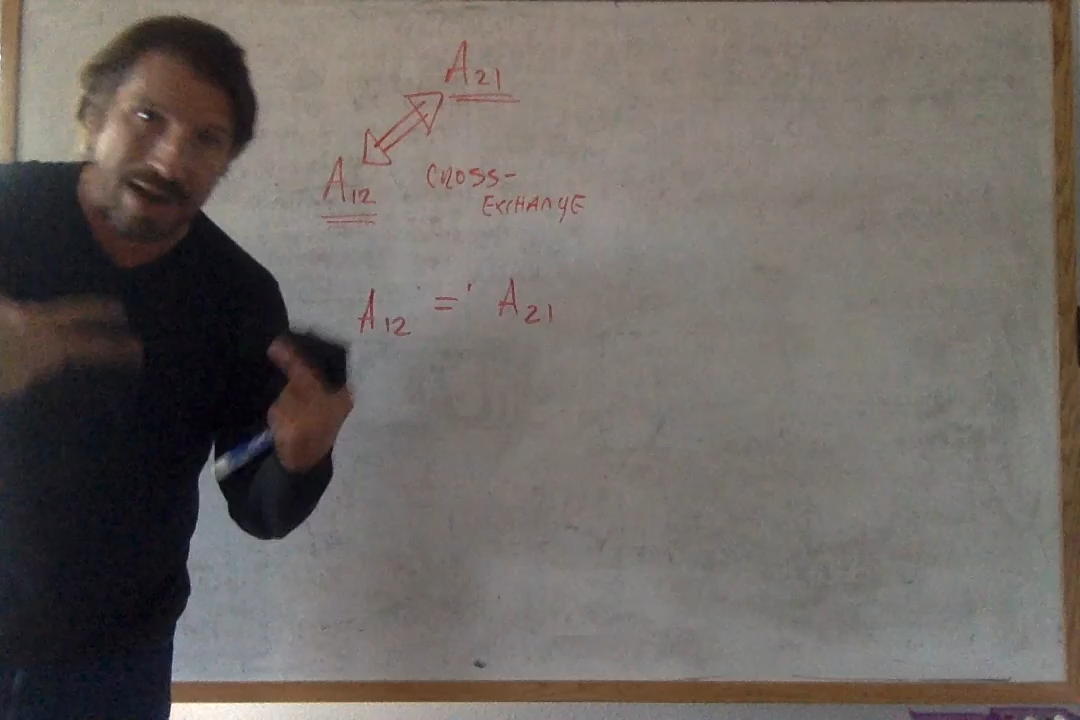 A21
A12
CROSS-
EXCHANGE
A12 = A21